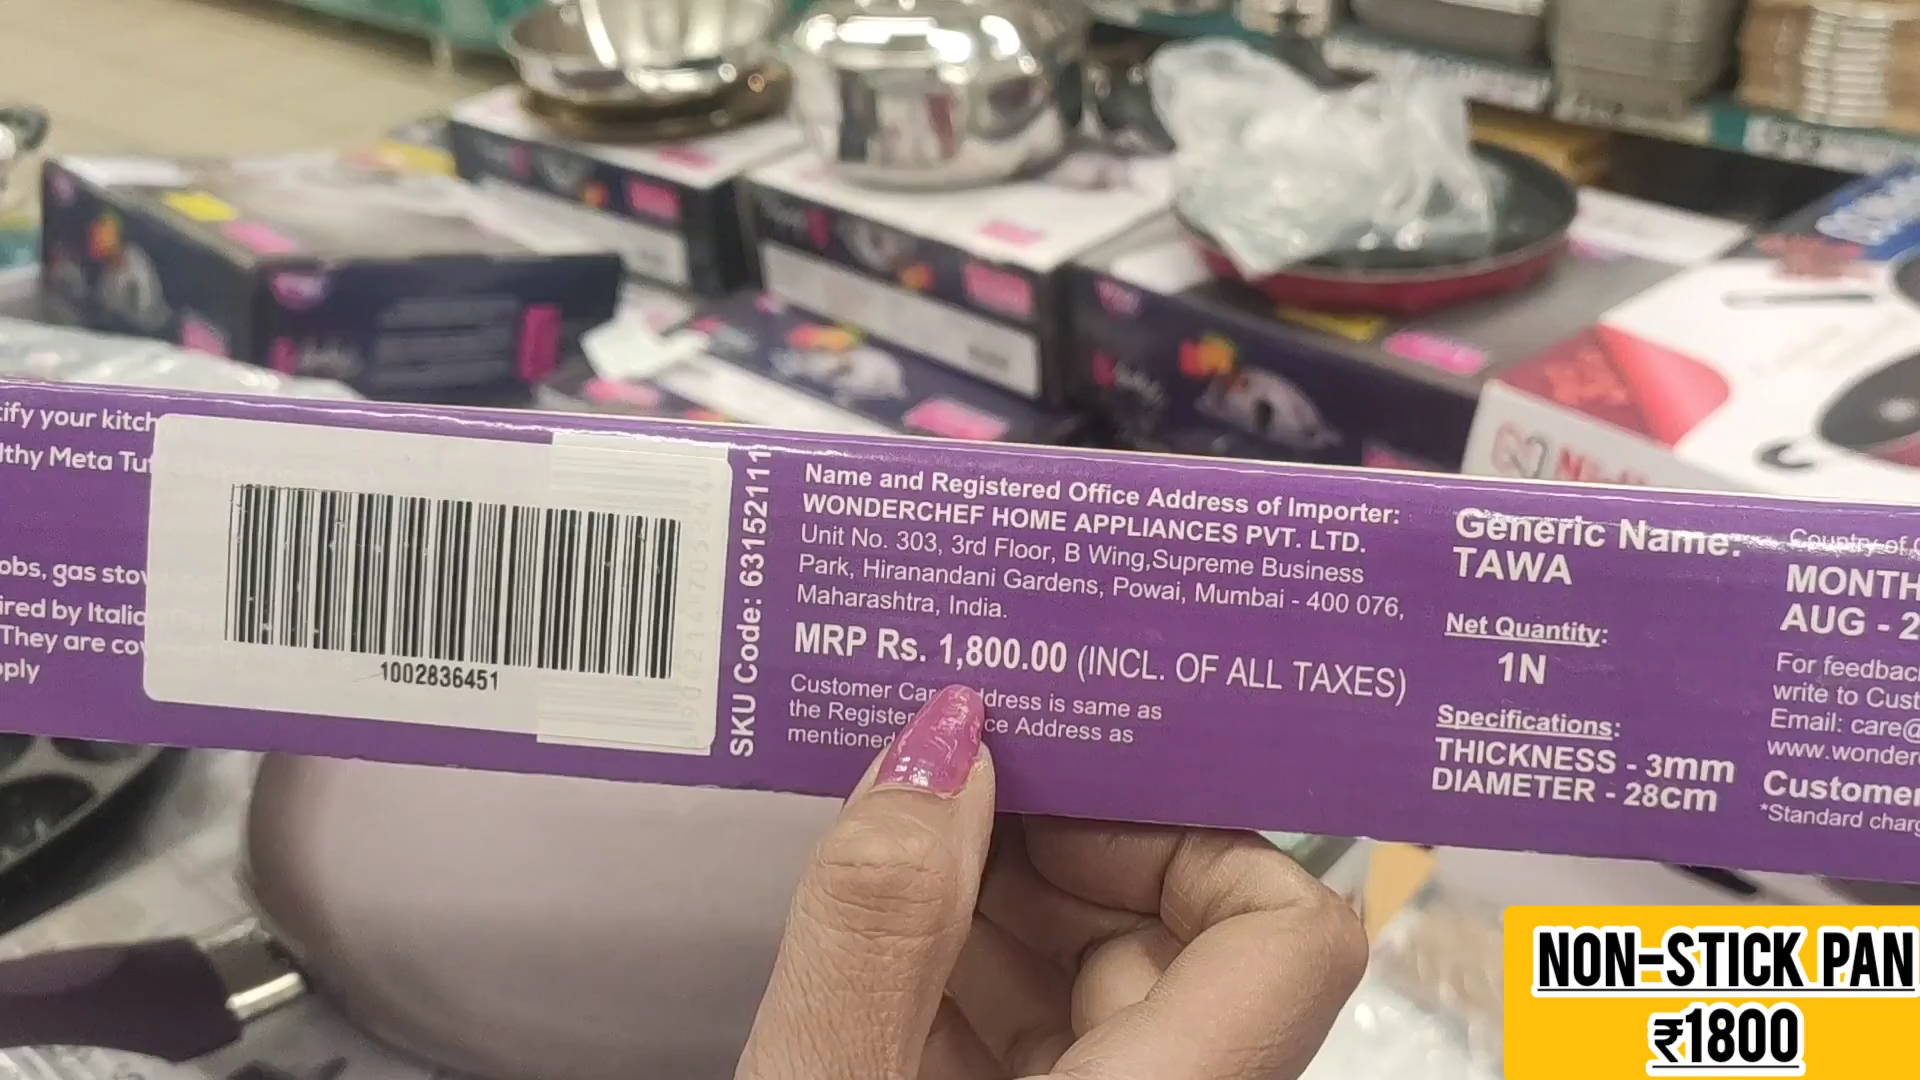 ify your kitch
lthy Meta Tuf
obs, gas stov
ired by Italia
They are cov
pply
1002836451
SKU Code: 63152111
Name and Registered Office Address of Importer:
WONDERCHEF HOME APPLIANCES PVT. LTD.
Unit No. 303, 3rd Floor, B Wing,Supreme Business
Park, Hiranandani Gardens, Powai, Mumbai - 400 076,
Maharashtra, India.
MRP Rs. 1,800.00 (INCL. OF ALL TAXES)
Customer Car ddress is same as
the Register ce Address as
mentioned
Generic Name:
TAWA
Net Quantity:
1N
Specifications:
THICKNESS - 3mm
DIAMETER - 28cm
Country of
MONTH
AUG - 2
For feedbac
write to Cust
Email: care@
www.wonder
Customer
*Standard charg
NON-STICK PAN
₹1800